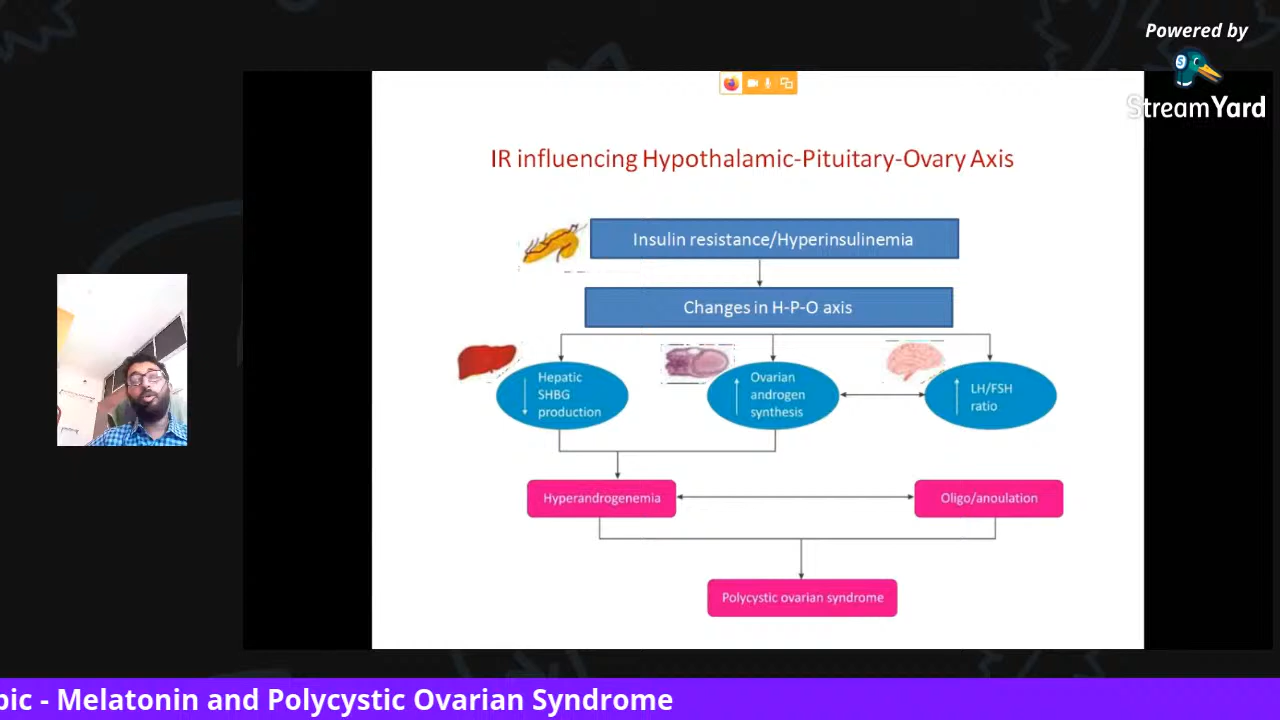 Powered by
StreamYard
IR influencing Hypothalamic-Pituitary-Ovary Axis
Insulin resistance/Hyperinsulinemia
Changes in H-P-O axis
Hepatic
SHBG
production
Ovarian
androgen
synthesis
LH/FSH
ratio
Hyperandrogenemia
Oligo/anoulation
Polycystic ovarian syndrome
- Melatonin and Polycystic Ovarian Syndrome